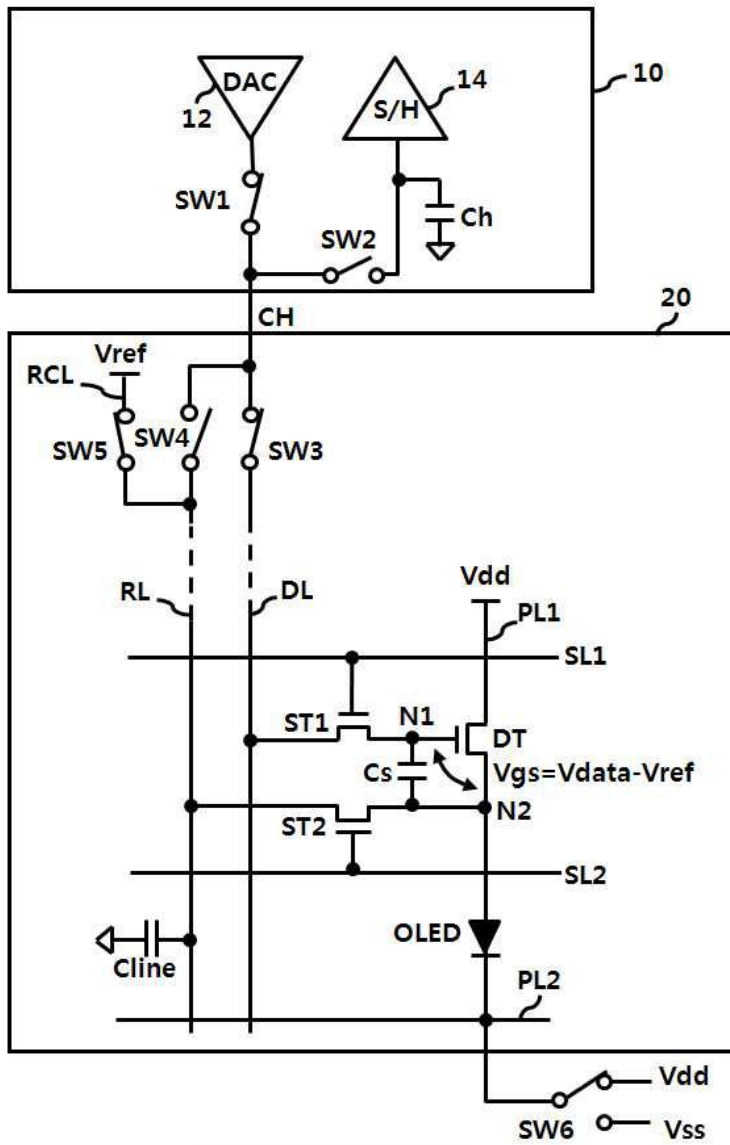 DAC
12
S/H
14
10
SW1
SW2
Ch
CH
20
Vref
RCL
SW5
SW4
SW3
RL
DL
Vdd
PL1
SL1
ST1
N1
DT
Cs
Vgs=Vdata-Vref
ST2
N2
SL2
OLED
Cline
PL2
Vdd
SW6
Vss